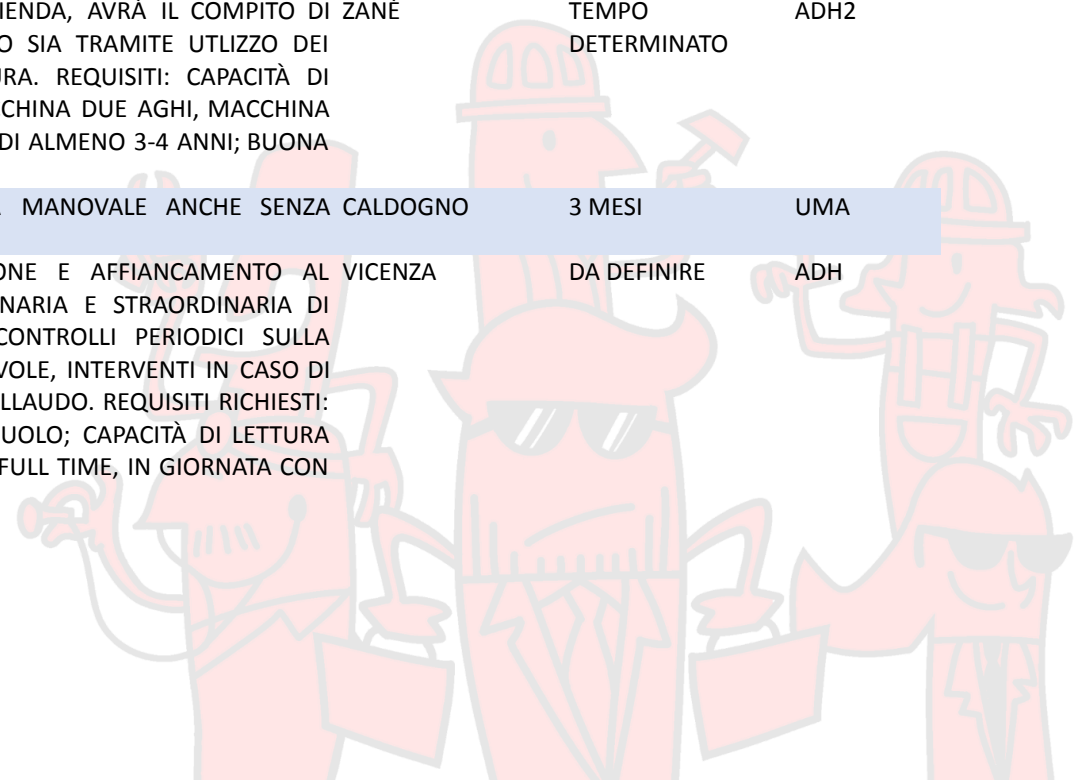 IENDA, AVRÀ IL COMPITO DI ZANÈ TEMPO ADH2
O SIA TRAMITE UTLIZZO DEI DETERMINATO
URA. REQUISITI: CAPACITÀ DI
CHINA DUE AGHI, MACCHINA
DI ALMENO 3-4 ANNI; BUONA
MANOVALE ANCHE SENZA CALDOGNO 3 MESI UMA
ONE E AFFIANCAMENTO AL VICENZA DA DEFINIRE ADH
NARIA E STRAORDINARIA DI
CONTROLLI PERIODICI SULLA
VOLE, INTERVENTI IN CASO DI
LLAUDO. REQUISITI RICHIESTI:
UOLO; CAPACITÀ DI LETTURA
FULL TIME, IN GIORNATA CON